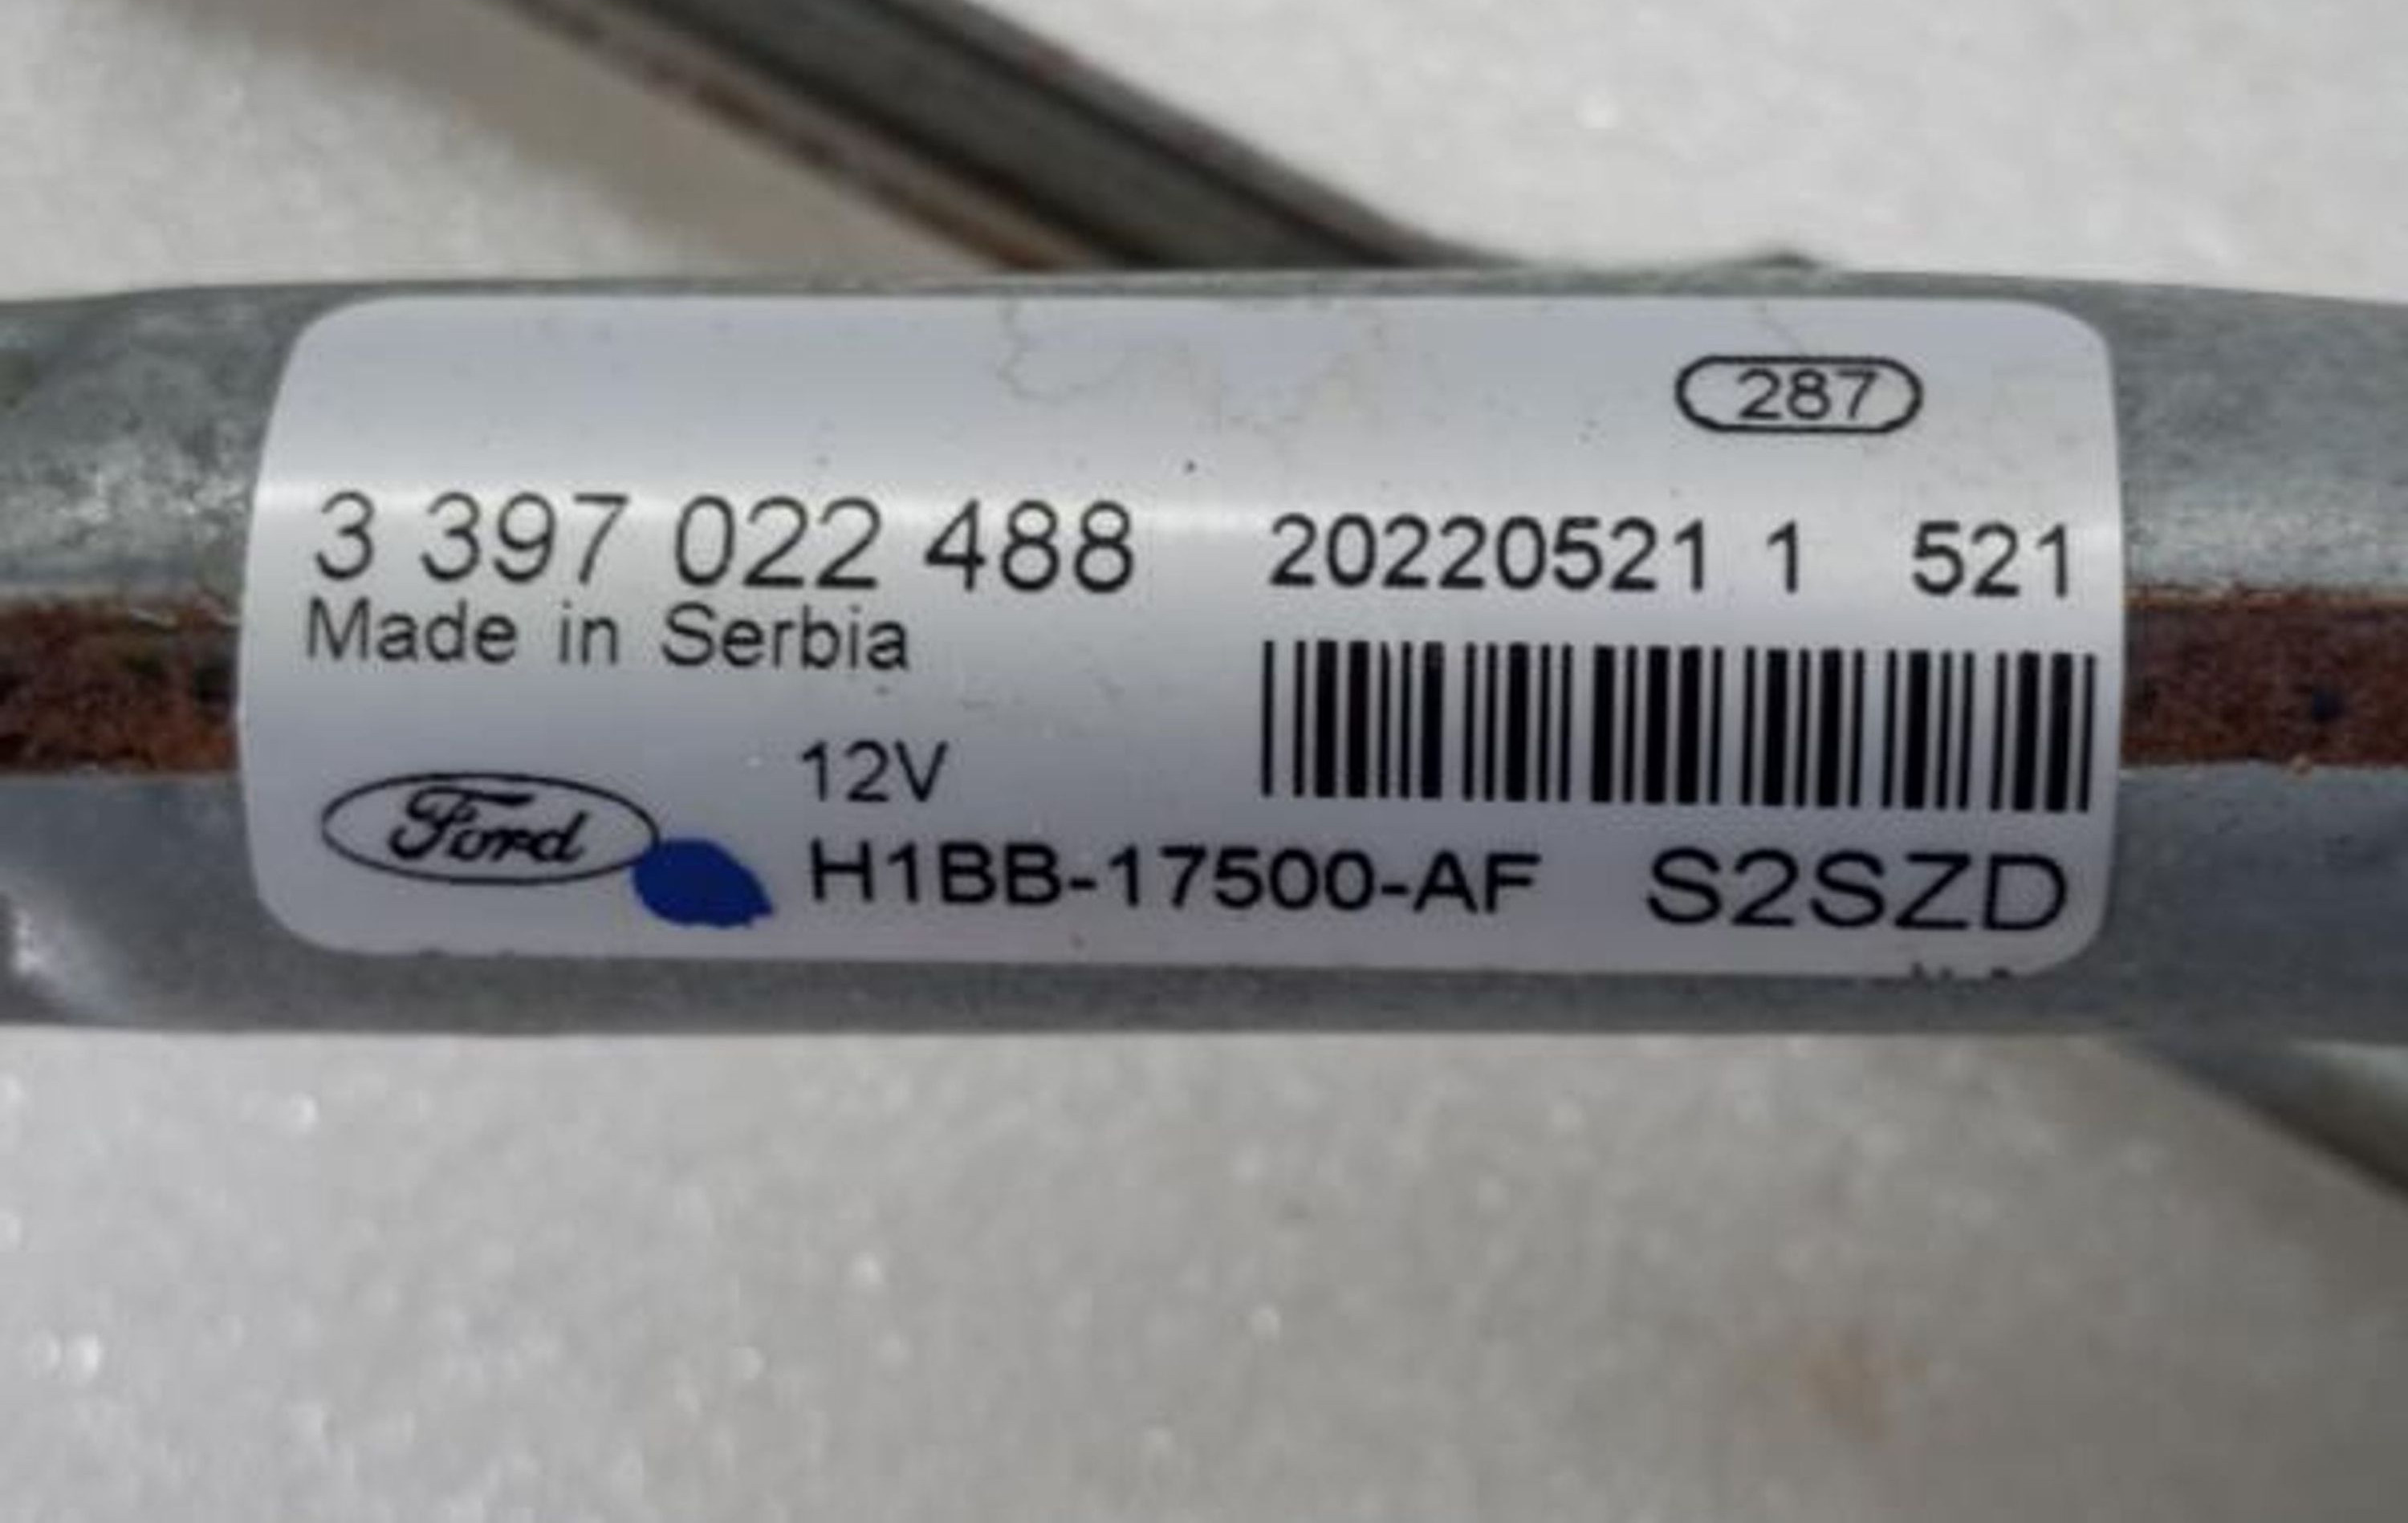 287
3 397 022 488 20220521 1 521
Made in Serbia
12V
Ford H1BB-17500-AF S2SZD